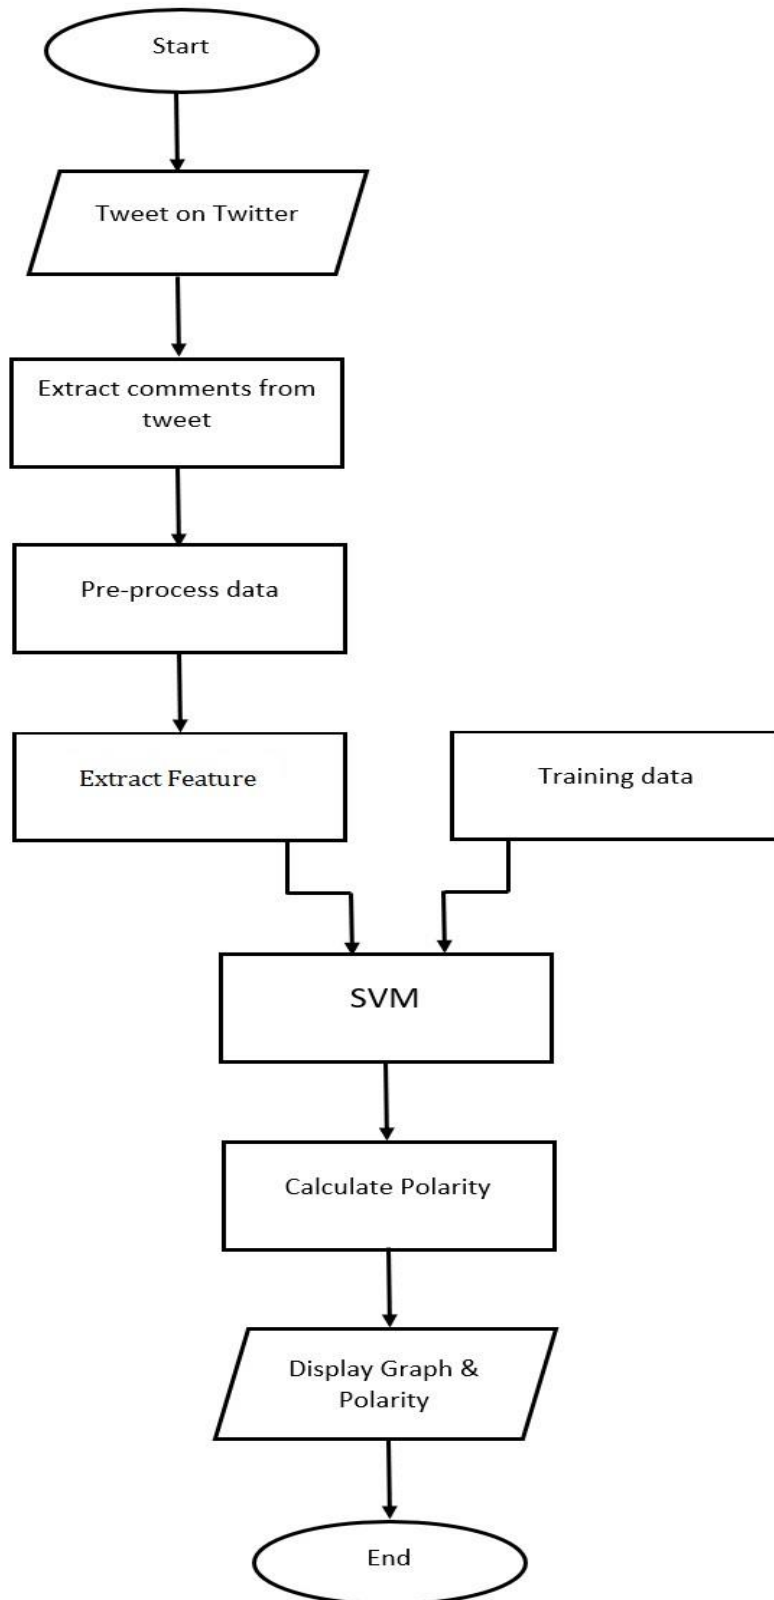 Start
Tweet on Twitter
Extract comments from
tweet
Pre-process data
Extract Feature
Training data
SVM
Calculate Polarity
Display Graph &
Polarity
End